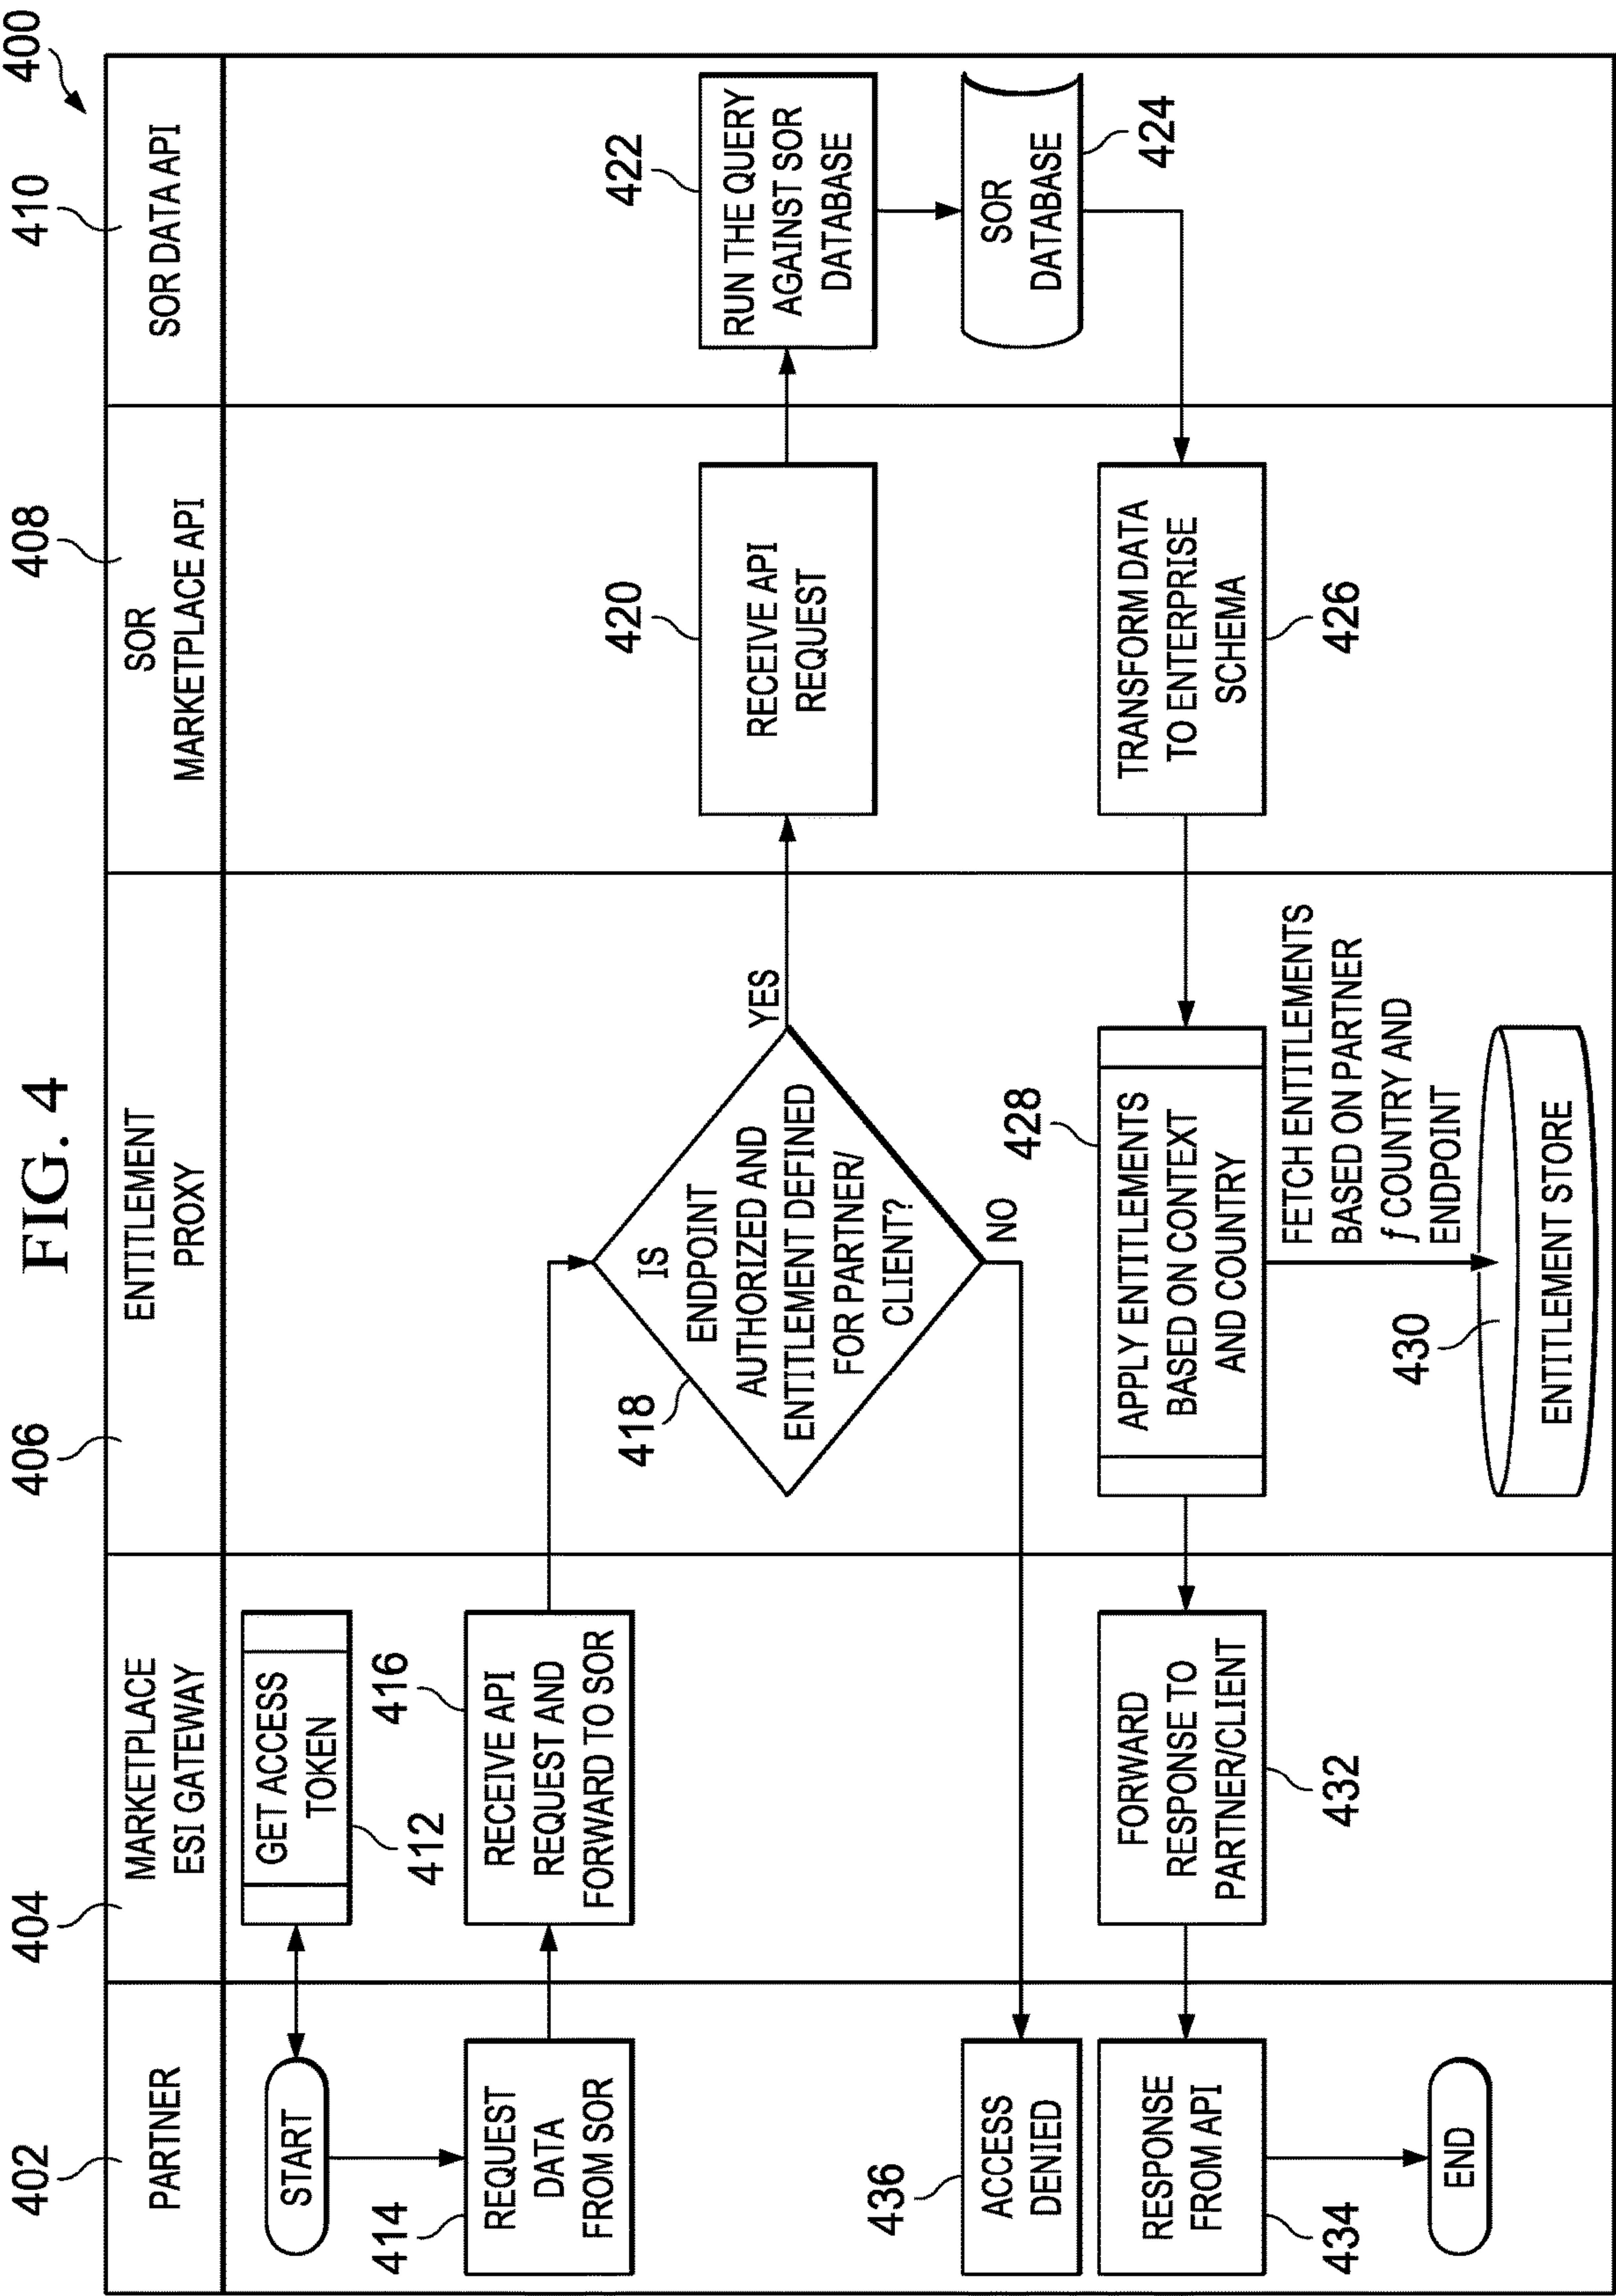 FIG. 4
400
402
404
406
408
410
PARTNER
MARKETPLACE
ESI GATEWAY
ENTITLEMENT
PROXY
SOR
MARKETPLACE API
SOR DATA API
START
GET ACCESS
TOKEN
412
REQUEST
DATA
FROM SOR
414
RECEIVE API
REQUEST AND
FORWARD TO SOR
416
IS
ENDPOINT
AUTHORIZED AND
ENTITLEMENT DEFINED
FOR PARTNER/
CLIENT?
418
YES
NO
RECEIVE API
REQUEST
420
RUN THE QUERY
AGAINST SOR
DATABASE
422
SOR
DATABASE
424
ACCESS
DENIED
436
TRANSFORM DATA
TO ENTERPRISE
SCHEMA
426
APPLY ENTITLEMENTS
BASED ON CONTEXT
AND COUNTRY
428
FETCH ENTITLEMENTS
BASED ON PARTNER
f COUNTRY AND
ENDPOINT
ENTITLEMENT STORE
430
FORWARD
RESPONSE TO
PARTNER/CLIENT
432
RESPONSE
FROM API
434
END